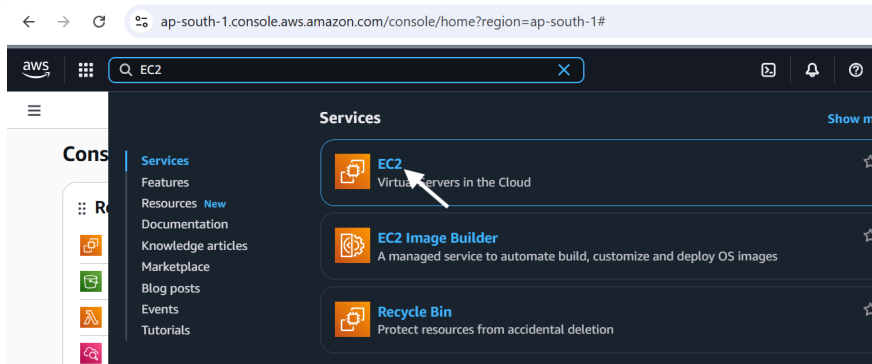 ap-south-1.console.aws.amazon.com/console/home?region=ap-south-1#
aws
EC2
Services
Show m
Cons
Services
Features
Resources New
Documentation
Knowledge articles
Marketplace
Blog posts
Events
Tutorials
Re
EC2
Virtual Servers in the Cloud
EC2 Image Builder
A managed service to automate build, customize and deploy OS images
Recycle Bin
Protect resources from accidental deletion